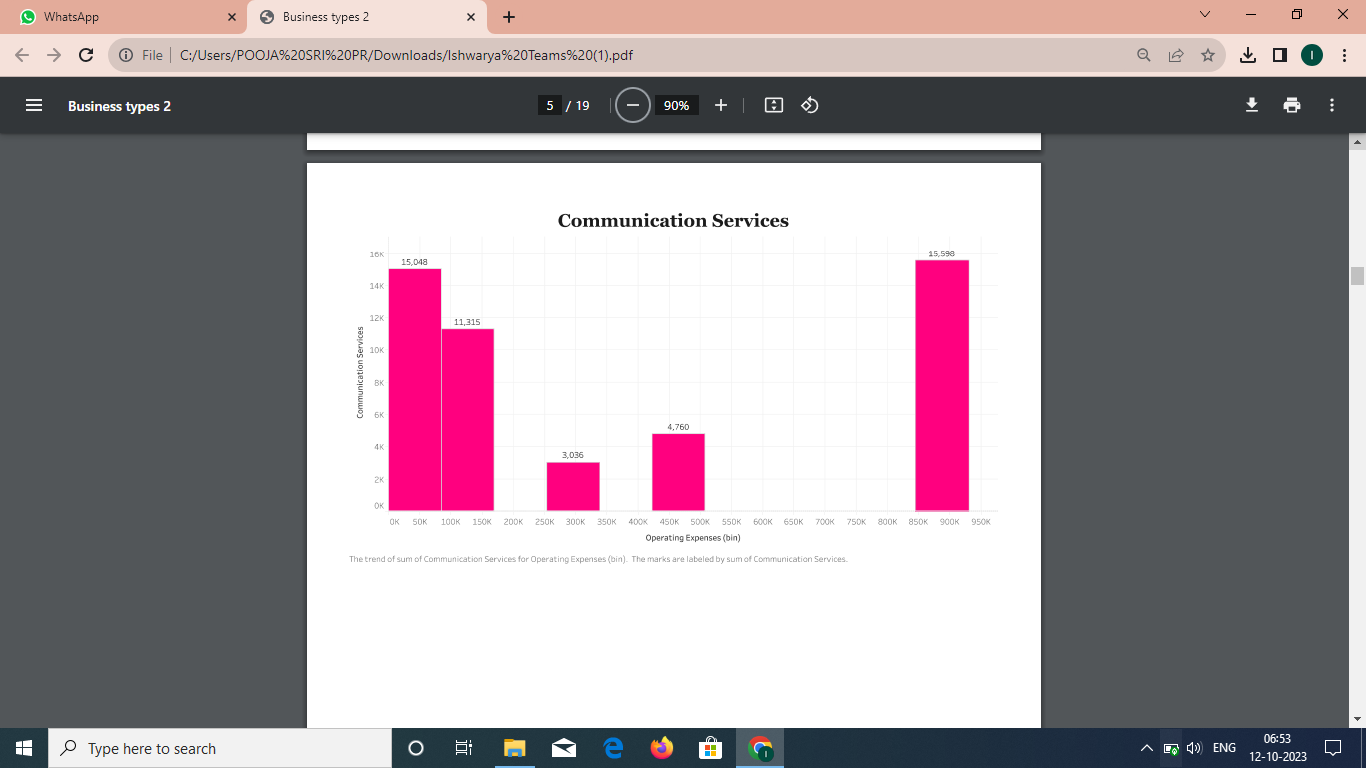 WhatsApp
Business types 2
File
C:/Users/POOJA%20SRI%20PR/Downloads/Ishwarya%20Teams%20(1).pdf
I
Business types 2
5 / 19
90%
Communication Services
Communication Services
16K
14K
12K
10K
8K
6K
4K
2K
0K
15,048
11,315
3,036
4,760
15,598
0K 50K 100K 150K 200K 250K 300K 350K 400K 450K 500K 550K 600K 650K 700K 750K 800K 850K 900K 950K
Operating Expenses (bin)
The trend of sum of Communication Services for Operating Expenses (bin). The marks are labeled by sum of Communication Services.
Type here to search
I
ENG
06:53
12-10-2023